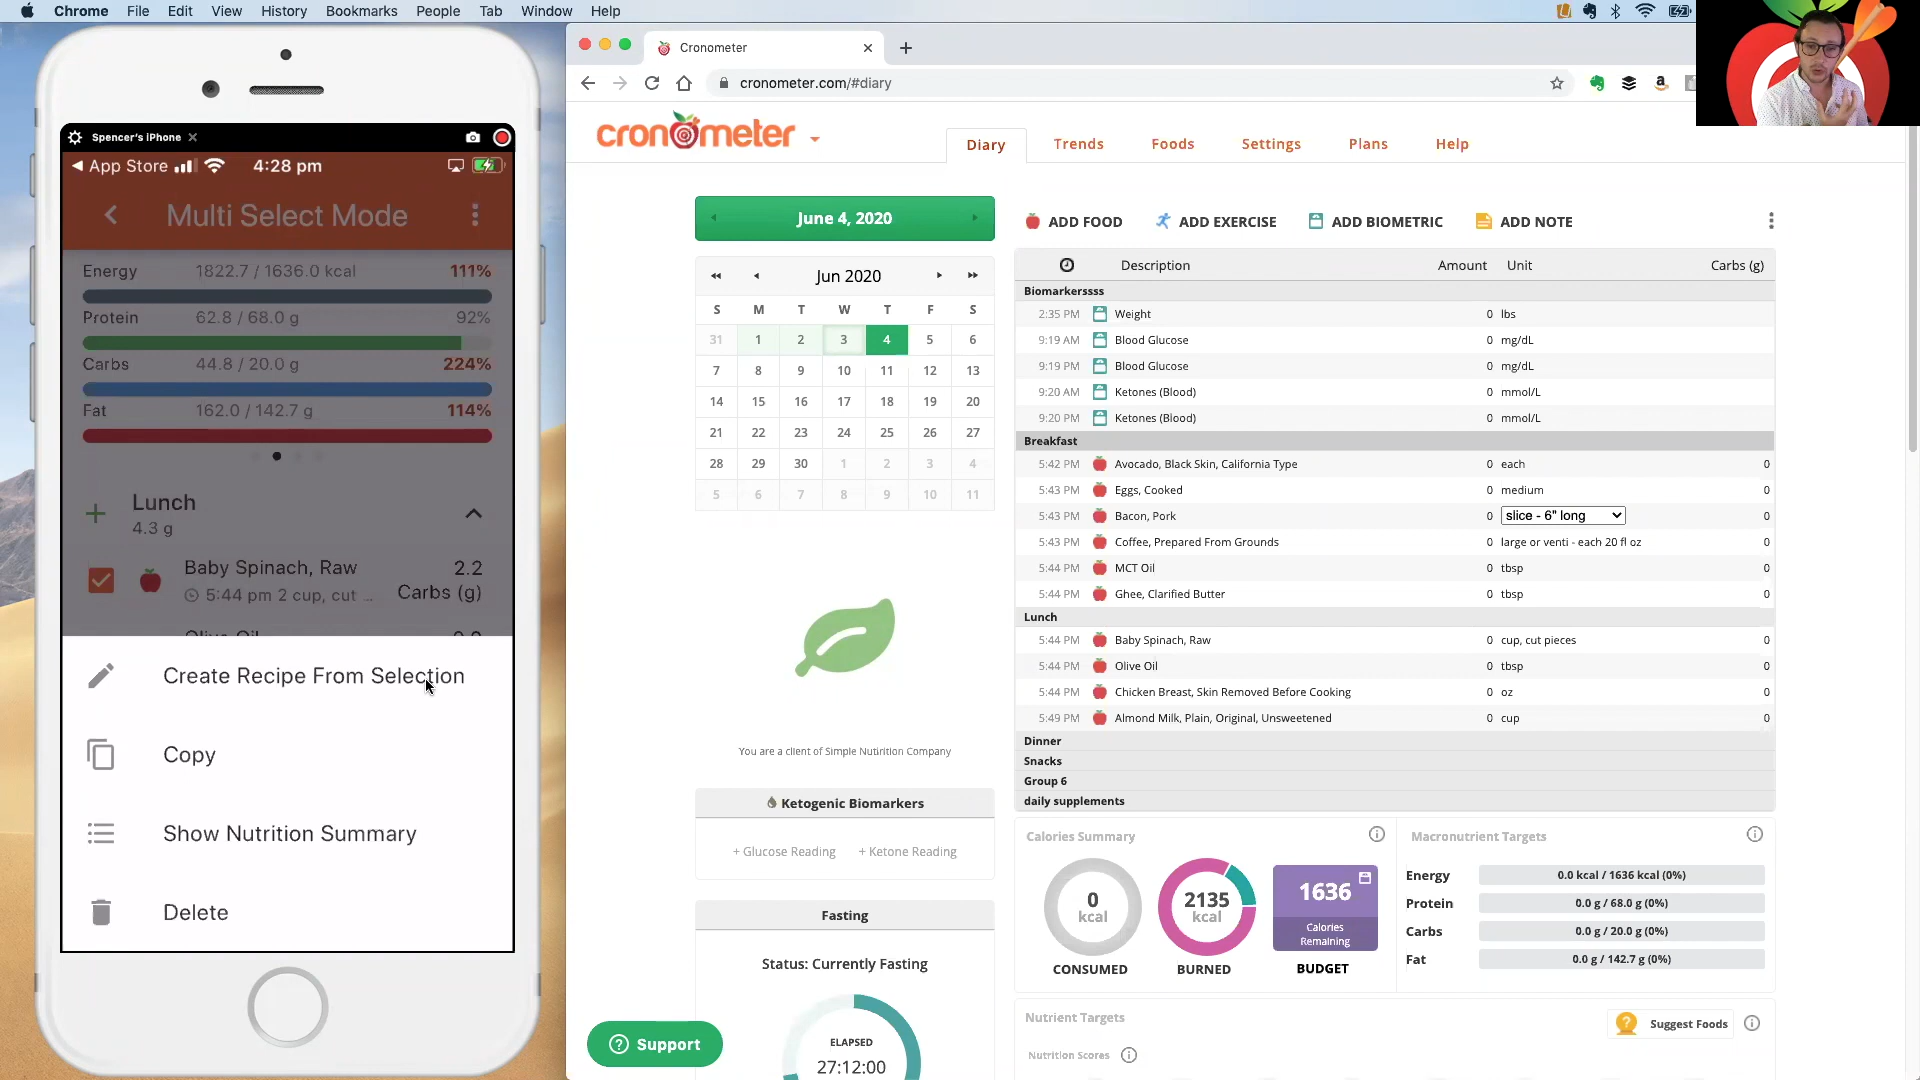 Chrome File Edit View History Bookmarks People Tab Window Help
Spencer's iPhone
App Store 4:28 pm
Multi Select Mode
Energy 1822.7 / 1636.0 kcal 111%
Protein 62.8 / 68.0 g 92%
Carbs 44.8 / 20.0 g 224%
Fat 162.0 / 142.7 g 114%
Lunch
4.3 g
Baby Spinach, Raw 2.2
5:44 pm 2 cup, cut ... Carbs (g)
Create Recipe From Selection
Copy
Show Nutrition Summary
Delete
Cronometer
cronometer.com/#diary
cronometer
Diary Trends Foods Settings Plans Help
June 4, 2020
Jun 2020
S M T W T F S
31 1 2 3 4 5 6
7 8 9 10 11 12 13
14 15 16 17 18 19 20
21 22 23 24 25 26 27
28 29 30 1 2 3 4
5 6 7 8 9 10 11
You are a client of Simple Nutirition Company
Ketogenic Biomarkers
+ Glucose Reading + Ketone Reading
Fasting
Status: Currently Fasting
ELAPSED
27:12:00
Support
ADD FOOD ADD EXERCISE ADD BIOMETRIC ADD NOTE
Description Amount Unit Carbs (g)
Biomarkerssss
2:35 PM Weight 0 lbs
9:19 AM Blood Glucose 0 mg/dL
9:19 PM Blood Glucose 0 mg/dL
9:20 AM Ketones (Blood) 0 mmol/L
9:20 PM Ketones (Blood) 0 mmol/L
Breakfast
5:42 PM Avocado, Black Skin, California Type 0 each 0
5:43 PM Eggs, Cooked 0 medium 0
5:43 PM Bacon, Pork 0 slice - 6" long 0
5:43 PM Coffee, Prepared From Grounds 0 large or venti - each 20 fl oz 0
5:44 PM MCT Oil 0 tbsp 0
5:44 PM Ghee, Clarified Butter 0 tbsp 0
Lunch
5:44 PM Baby Spinach, Raw 0 cup, cut pieces 0
5:44 PM Olive Oil 0 tbsp 0
5:44 PM Chicken Breast, Skin Removed Before Cooking 0 oz 0
5:49 PM Almond Milk, Plain, Original, Unsweetened 0 cup 0
Dinner
Snacks
Group 6
daily supplements
Calories Summary
0 kcal
CONSUMED
2135 kcal
BURNED
1636
Calories Remaining
BUDGET
Macronutrient Targets
Energy 0.0 kcal / 1636 kcal (0%)
Protein 0.0 g / 68.0 g (0%)
Carbs 0.0 g / 20.0 g (0%)
Fat 0.0 g / 142.7 g (0%)
Nutrient Targets
Suggest Foods
Nutrition Scores